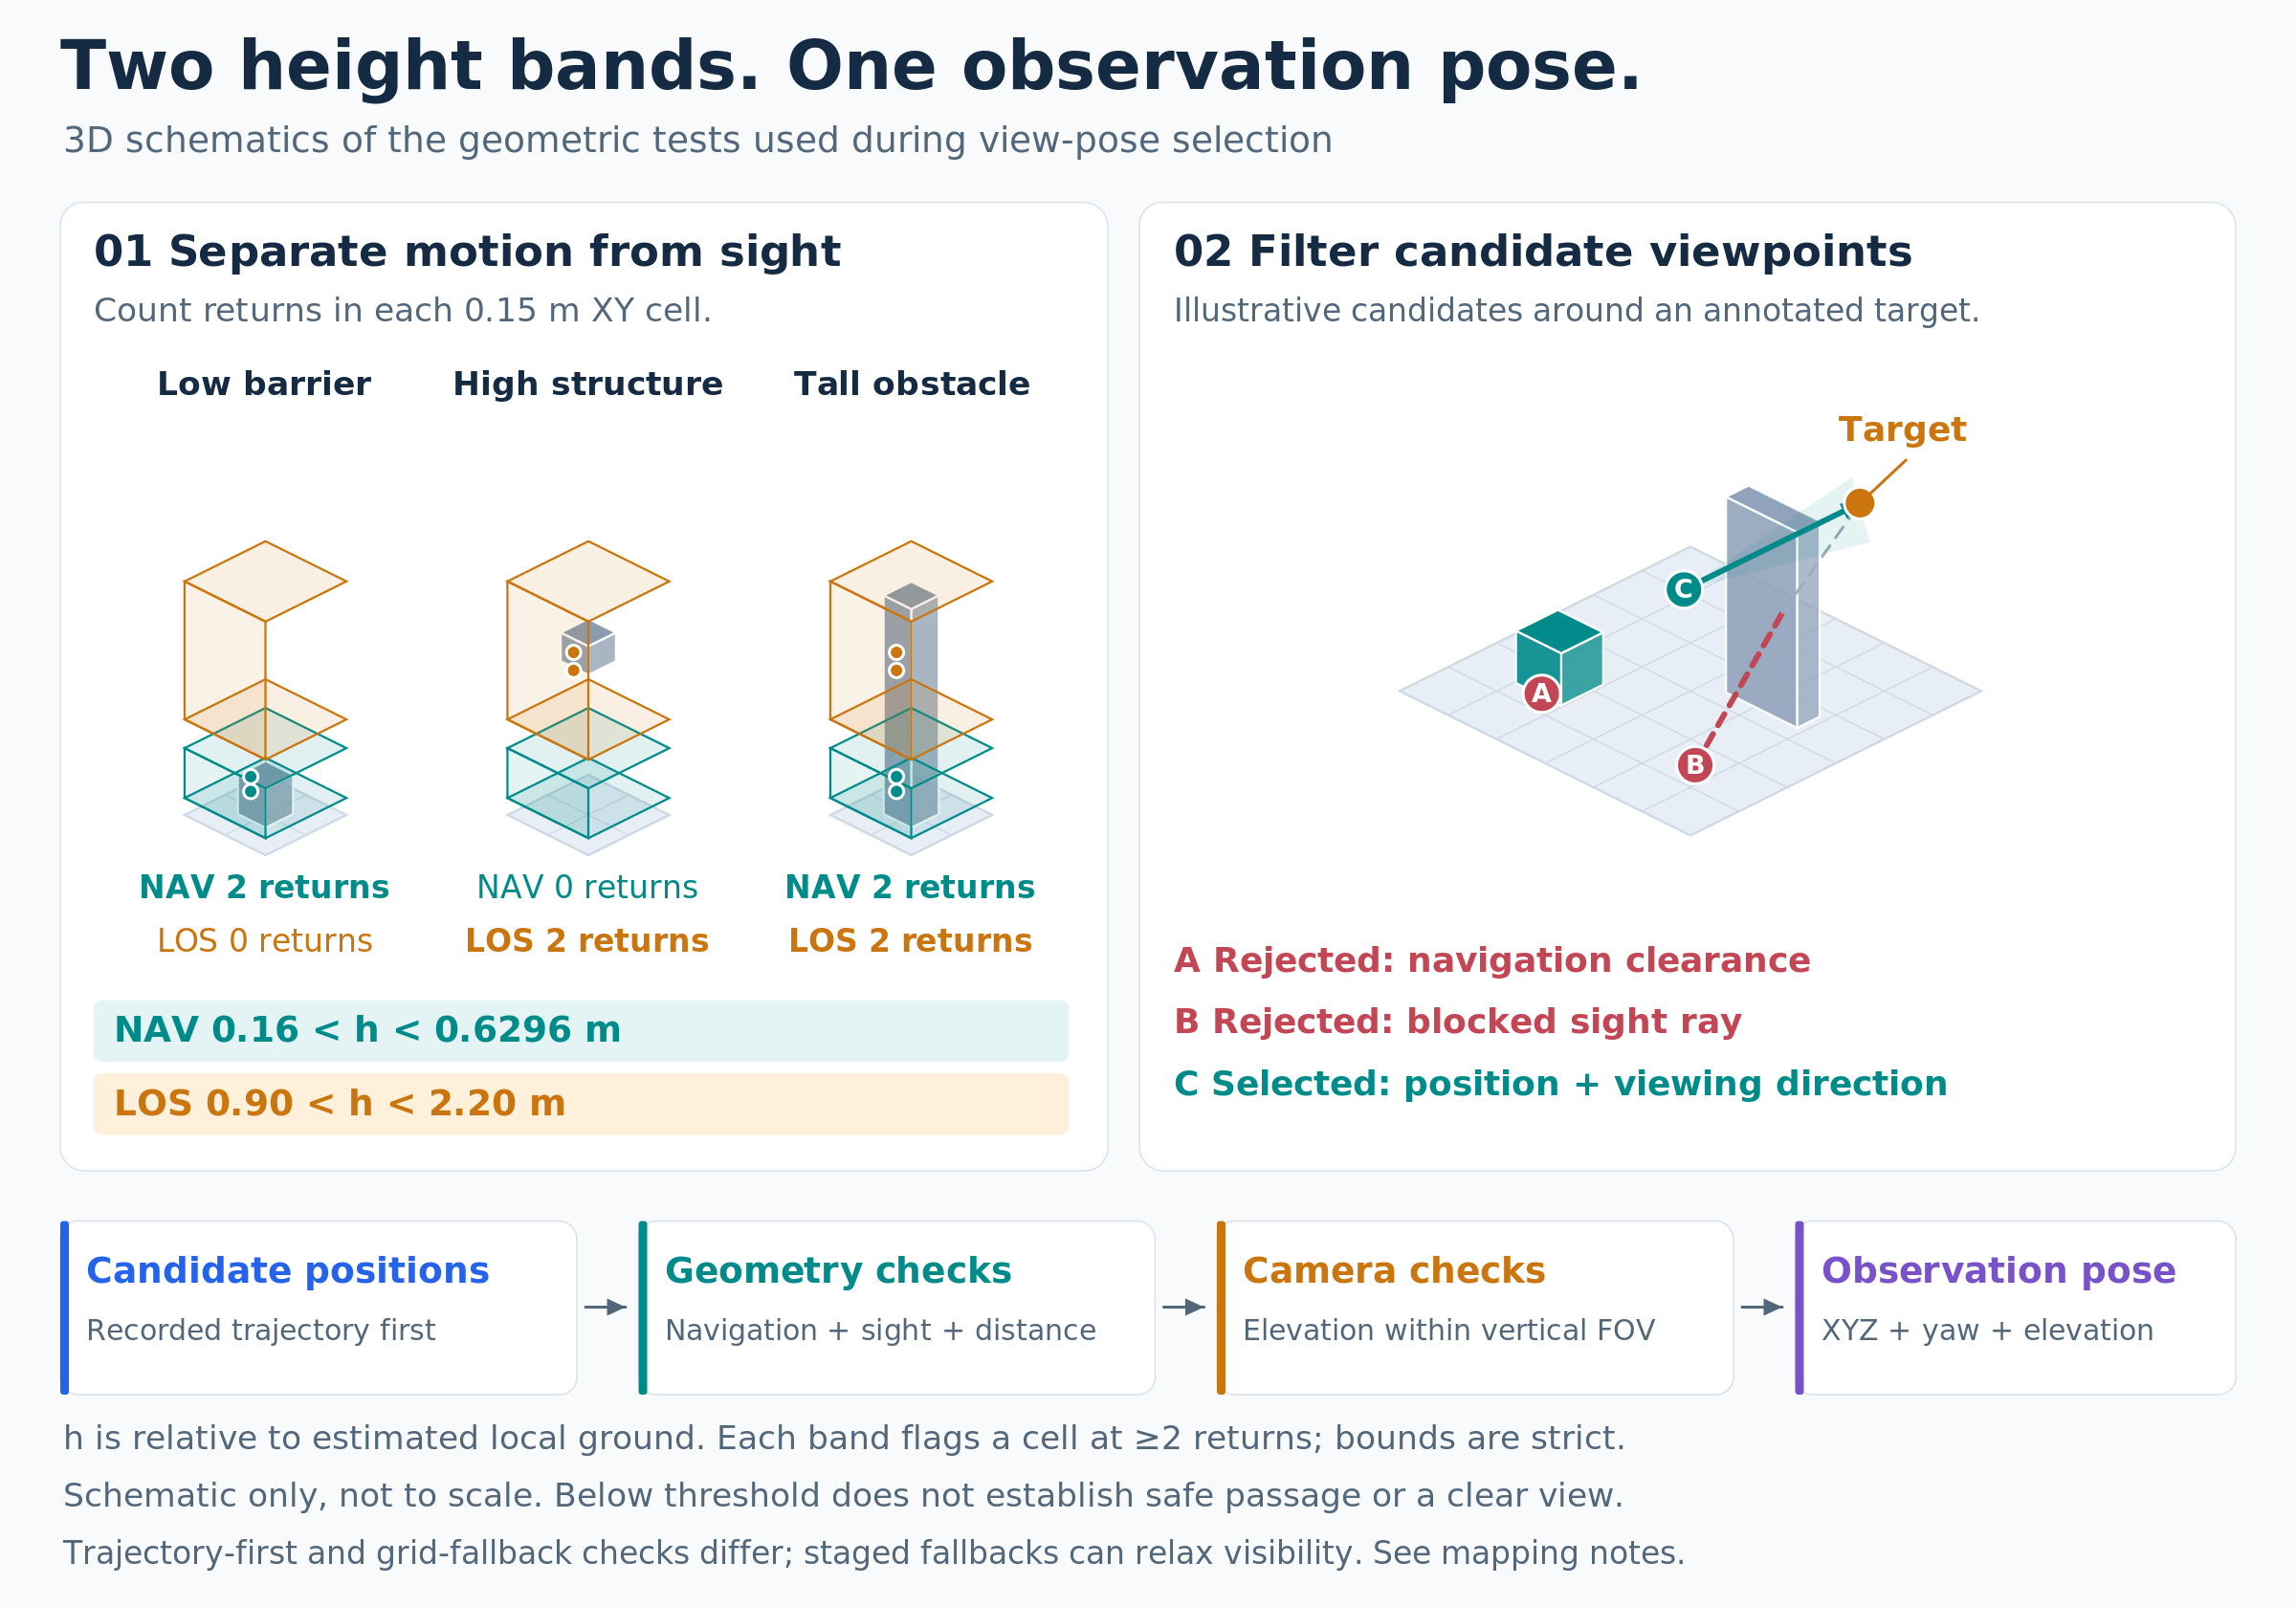 Two height bands. One observation pose.
3D schematics of the geometric tests used during view-pose selection
01 Separate motion from sight
Count returns in each 0.15 m XY cell.
Low barrier
High structure
Tall obstacle
NAV 2 returns
LOS 0 returns
NAV 0 returns
LOS 2 returns
NAV 2 returns
LOS 2 returns
NAV 0.16 < h < 0.6296 m
LOS 0.90 < h < 2.20 m
02 Filter candidate viewpoints
Illustrative candidates around an annotated target.
Target
C
A
B
A Rejected: navigation clearance
B Rejected: blocked sight ray
C Selected: position + viewing direction
Candidate positions
Recorded trajectory first
Geometry checks
Navigation + sight + distance
Camera checks
Elevation within vertical FOV
Observation pose
XYZ + yaw + elevation
h is relative to estimated local ground. Each band flags a cell at ≥2 returns; bounds are strict.
Schematic only, not to scale. Below threshold does not establish safe passage or a clear view.
Trajectory-first and grid-fallback checks differ; staged fallbacks can relax visibility. See mapping notes.